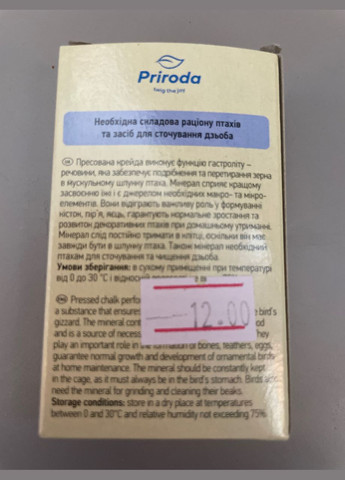 Priroda
Необхідна складова раціону птахів
та засіб для сточування дзьоба
Пресована крейда виконує функцію гастроліту –
речовини, яка забезпечує подрібнення та перетирання зерна
в мускульному шлунку птаха. Мінерал сприяє кращому
засвоєнню їжі і є джерелом необхідних макро- та мікро-
елементів. Вони відіграють важливу роль у формуванні
кісток, пір'я, яєць, гарантують нормальне зростання та
розвиток декоративних птахів при домашньому утриманні.
Мінерал слід постійно тримати в клітці, оскільки він має
завжди бути в шлунку птаха. Також мінерал необхідний
птахам для сточування та чищення дзьоба.
Умови зберігання: в сухому приміщенні при температурі
від 0 до 30 °С і відносній
Pressed chalk perfo
a substance that ensures e bird's
gizzard. The mineral cont od
and is a source of necess They
play an important role in the formation of bones, feathers, eggs,
guarantee normal growth and development of ornamental birds
at home maintenance. The mineral should be constantly kept
in the cage, as it must always be in the bird's stomach. Birds
need the mineral for grinding and cleaning their beaks.
Storage conditions: store in a dry place at temperatures
between 0 and 30°C and relative humidity not exceeding 75%
12.00